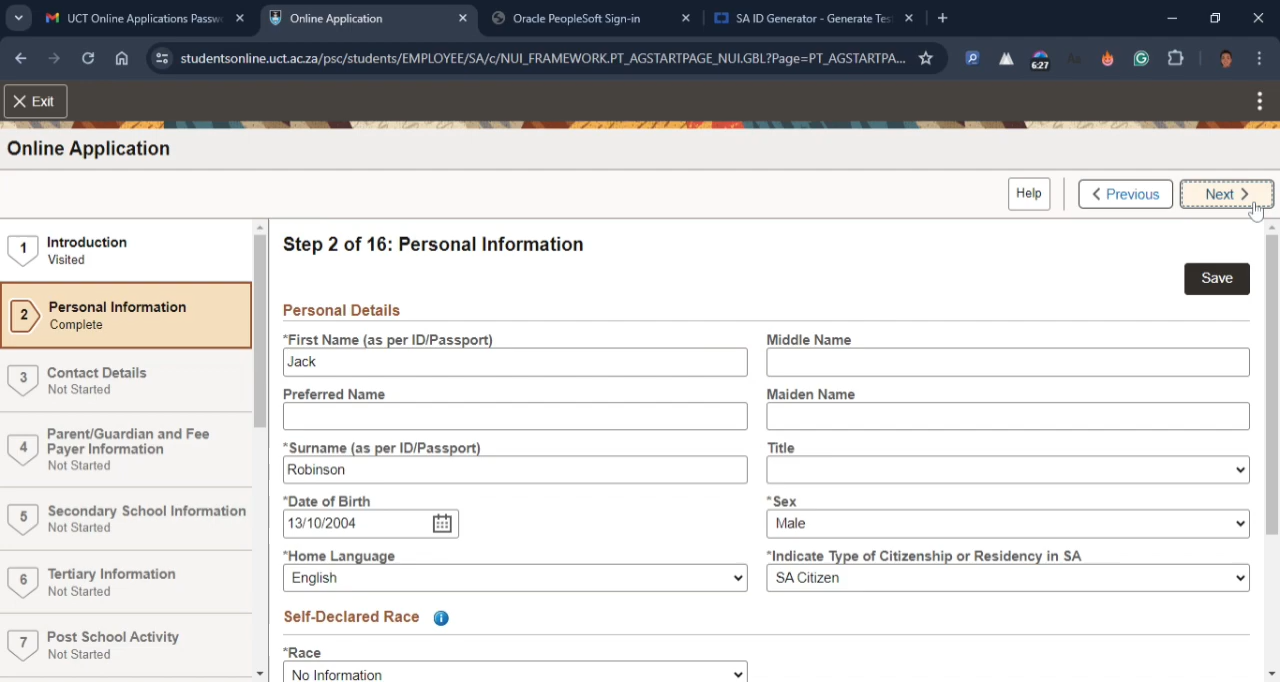 UCT Online Applications Passw
Online Application
Oracle PeopleSoft Sign-in
SA ID Generator - Generate Tes
studentsonline.uct.ac.za/psc/students/EMPLOYEE/SA/c/NUI_FRAMEWORK.PT_AGSTARTPAGE_NUI.GBL?Page=PT_AGSTARTPA...
6:27
Exit
Online Application
Help
Previous
Next
1
Introduction
Visited
2
Personal Information
Complete
3
Contact Details
Not Started
4
Parent/Guardian and Fee
Payer Information
Not Started
5
Secondary School Information
Not Started
6
Tertiary Information
Not Started
7
Post School Activity
Not Started
Step 2 of 16: Personal Information
Save
Personal Details
*First Name (as per ID/Passport)
Jack
Middle Name
Preferred Name
Maiden Name
*Surname (as per ID/Passport)
Robinson
Title
*Date of Birth
13/10/2004
*Sex
Male
*Home Language
English
*Indicate Type of Citizenship or Residency in SA
SA Citizen
Self-Declared Race
*Race
No Information